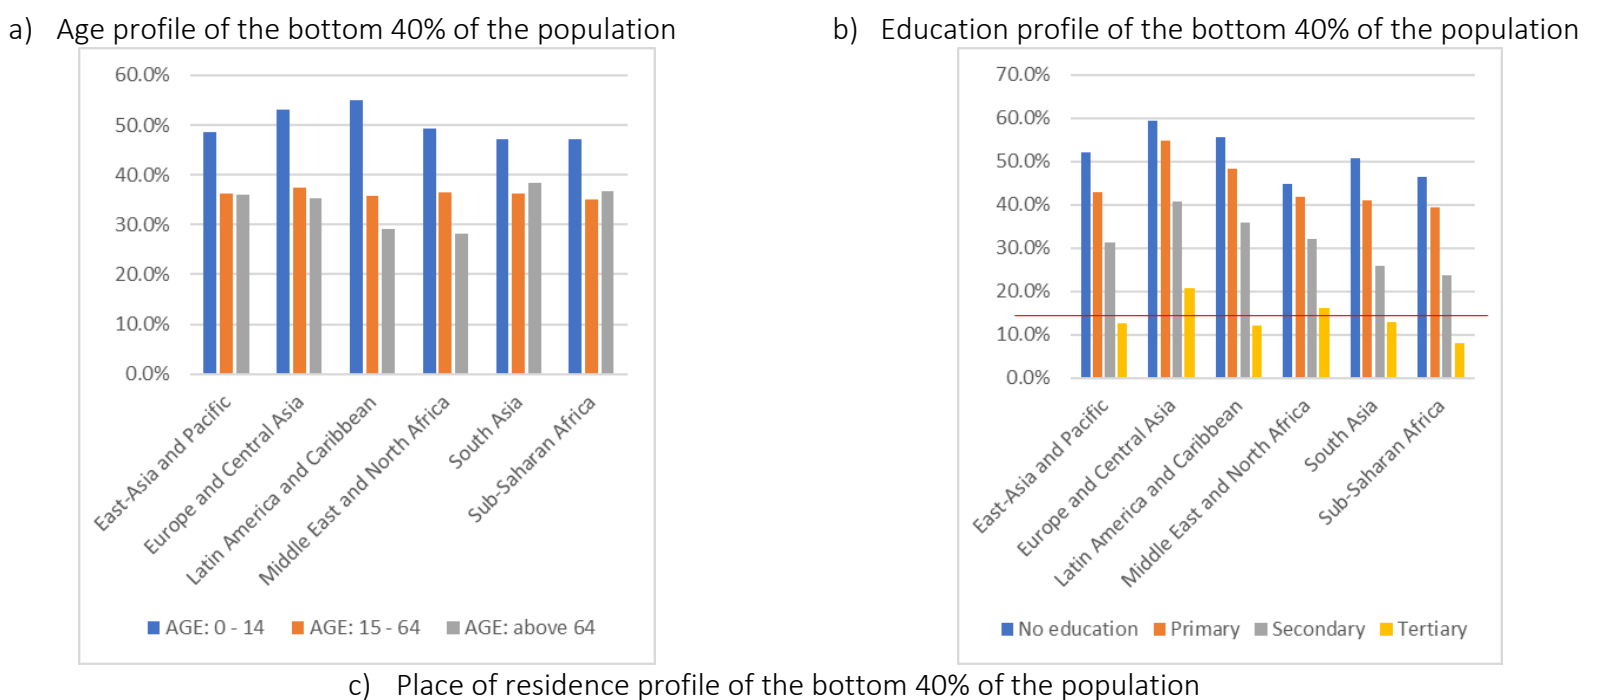 a) Age profile of the bottom 40% of the population
60.0%
50.0%
40.0%
30.0%
20.0%
10.0%
0.0%
East-Asia and Pacific
Europe and Central Asia
Latin America and Caribbean
Middle East and North Africa
South Asia
Sub-Saharan Africa
AGE: 0 - 14 AGE: 15 - 64 AGE: above 64
b) Education profile of the bottom 40% of the population
70.0%
60.0%
50.0%
40.0%
30.0%
20.0%
10.0%
0.0%
East-Asia and Pacific
Europe and Central Asia
Latin America and Caribbean
Middle East and North Africa
South Asia
Sub-Saharan Africa
No education Primary Secondary Tertiary
c) Place of residence profile of the bottom 40% of the population